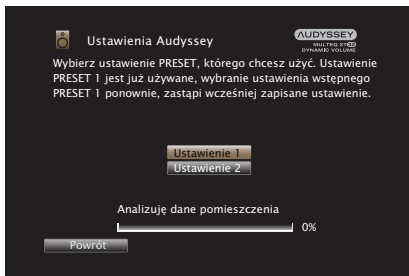 Ustawienia Audyssey
AUDYSSEY
MULTEQ XT32
DYNAMIC VOLUME
Wybierz ustawienie PRESET, którego chcesz użyć. Ustawienie
PRESET 1 jest już używane, wybranie ustawienia wstępnego
PRESET 1 ponownie, zastąpi wcześniej zapisane ustawienie.
Ustawienie 1
Ustawienie 2
Analizuję dane pomieszczenia
0%
Powrót